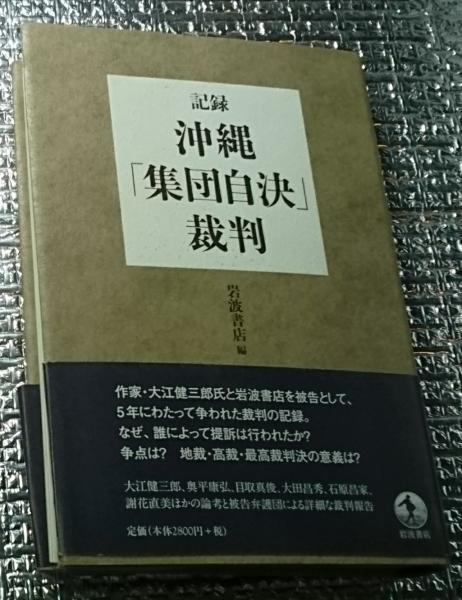 記録
沖縄
「集団自決」
裁判
岩波書店 編
作家・大江健三郎氏と岩波書店を被告として、
5年にわたって争われた裁判の記録。
なぜ、誰によって提訴は行われたか?
争点は? 地裁・高裁・最高裁判決の意義は?
大江健三郎、奥平康弘、目取真俊、大田昌秀、石原昌家、
謝花直美ほかの論考と被告弁護団による詳細な裁判報告
定価(本体2800円+税)
岩波書店